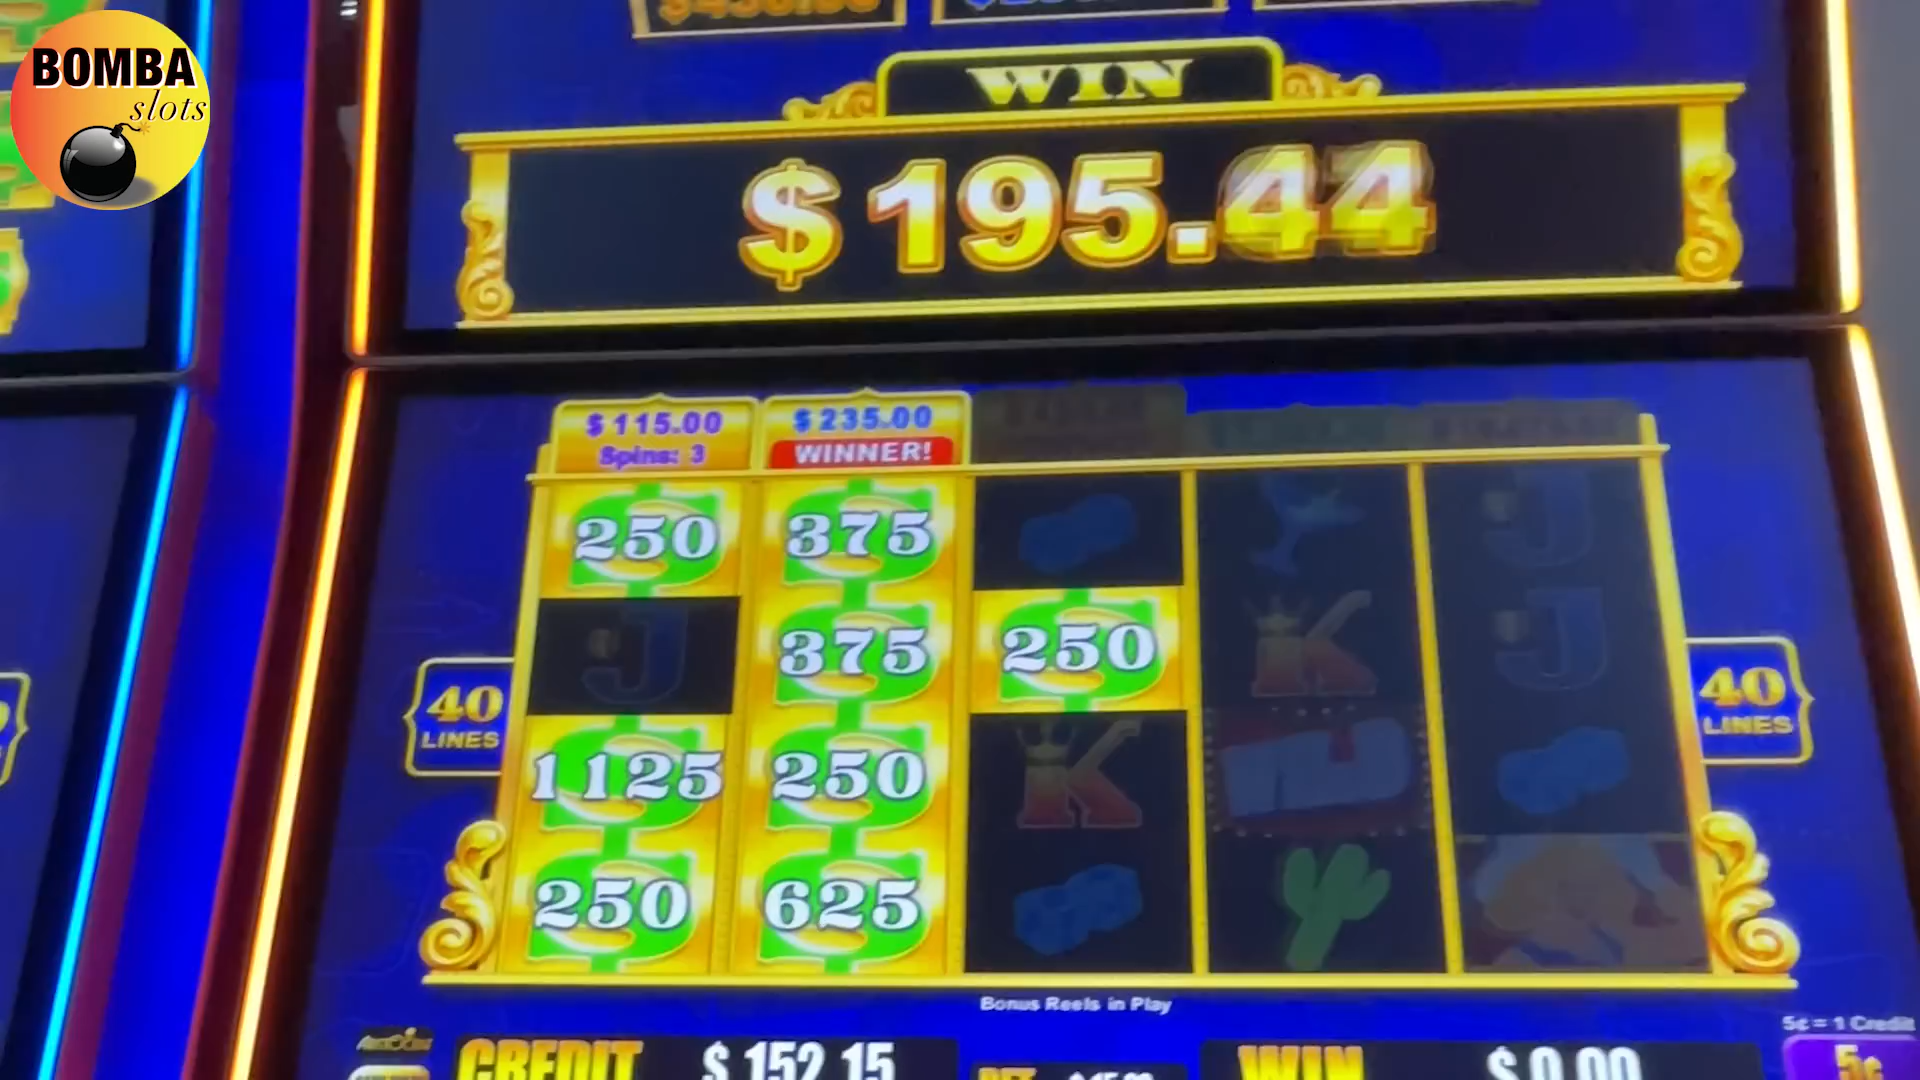 BOMBA
slots
WIN
$195.44
$115.00
Spins: 3
$235.00
WINNER!
250
375
375
250
1125
250
250
625
40
LINES
40
LINES
Bonus Reels in Play
5¢ = 1 Credit
CREDIT
$152.15
WIN
$0.00
5¢